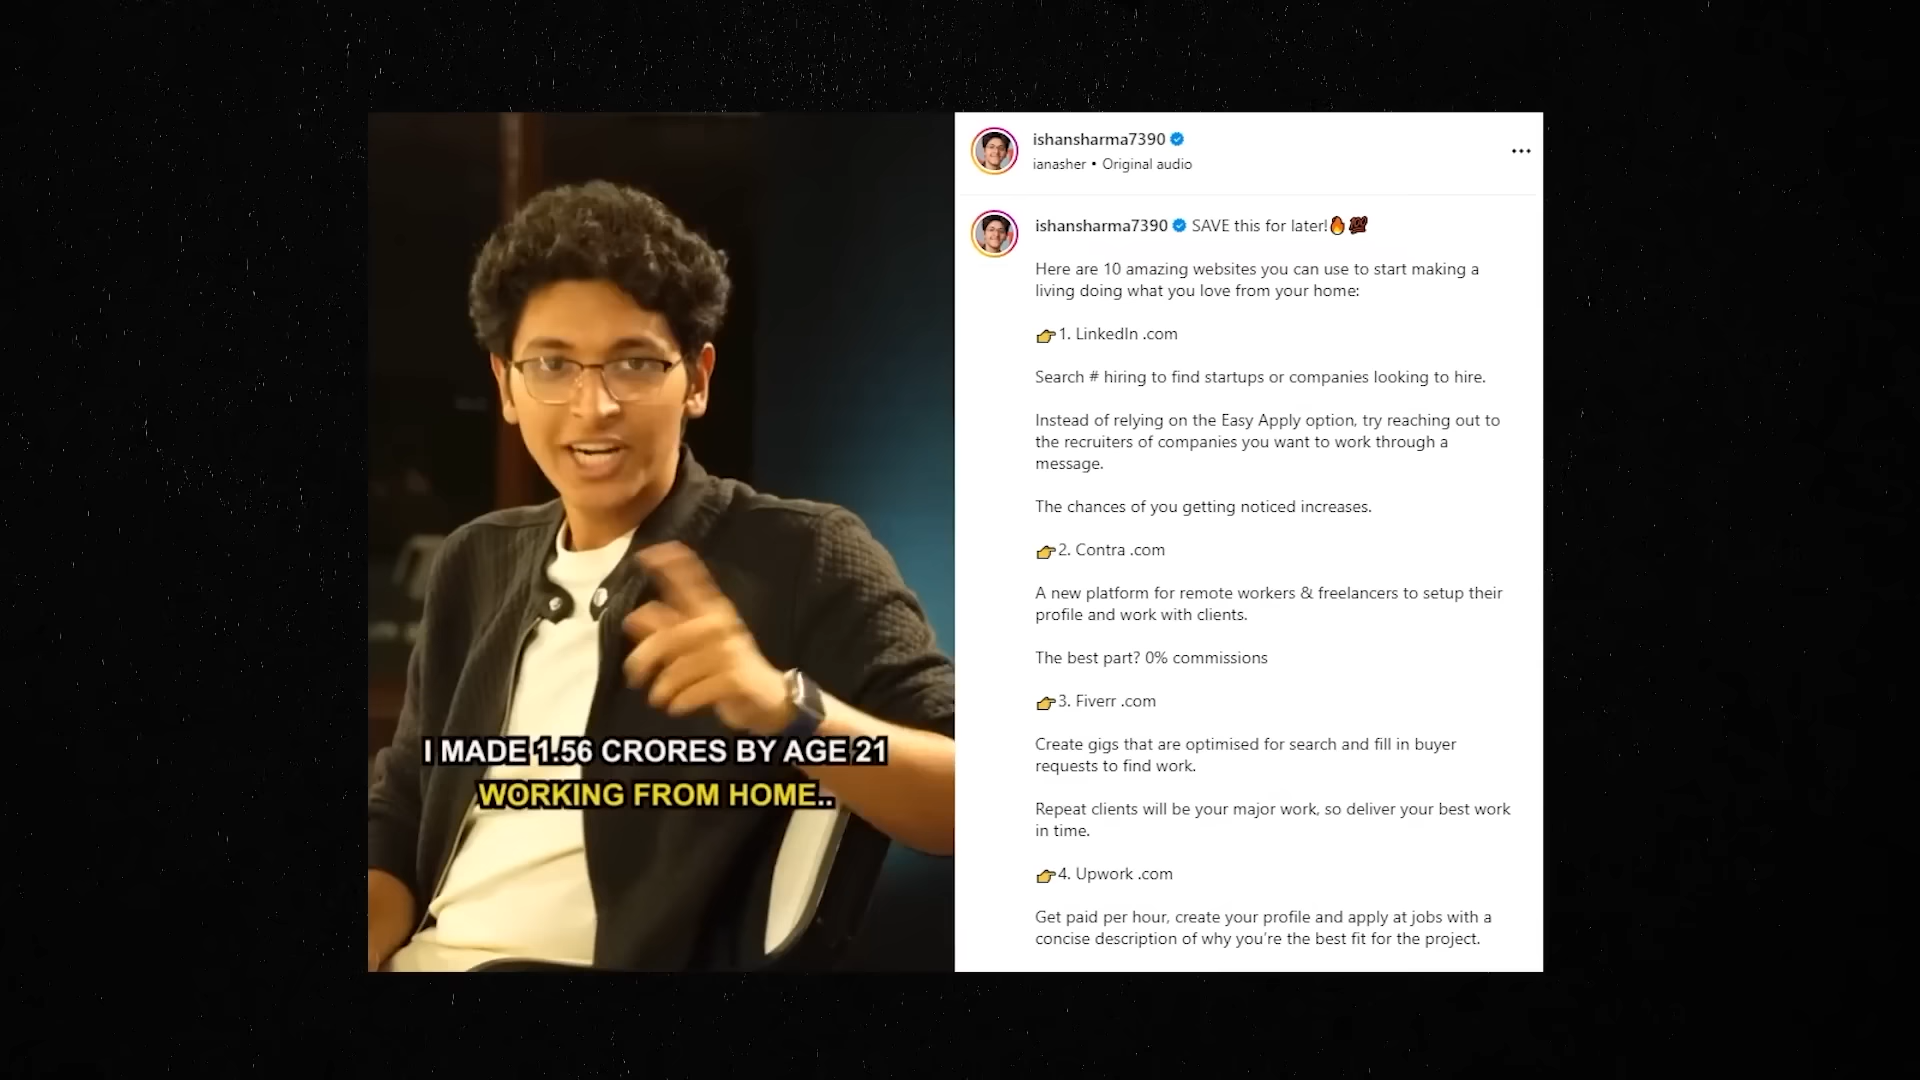 I MADE 1.56 CRORES BY AGE 21
WORKING FROM HOME..
ishansharma7390
ianasher • Original audio
ishansharma7390 SAVE this for later!🔥💯
Here are 10 amazing websites you can use to start making a
living doing what you love from your home:
👉1. LinkedIn .com
Search # hiring to find startups or companies looking to hire.
Instead of relying on the Easy Apply option, try reaching out to
the recruiters of companies you want to work through a
message.
The chances of you getting noticed increases.
👉2. Contra .com
A new platform for remote workers & freelancers to setup their
profile and work with clients.
The best part? 0% commissions
👉3. Fiverr .com
Create gigs that are optimised for search and fill in buyer
requests to find work.
Repeat clients will be your major work, so deliver your best work
in time.
👉4. Upwork .com
Get paid per hour, create your profile and apply at jobs with a
concise description of why you’re the best fit for the project.